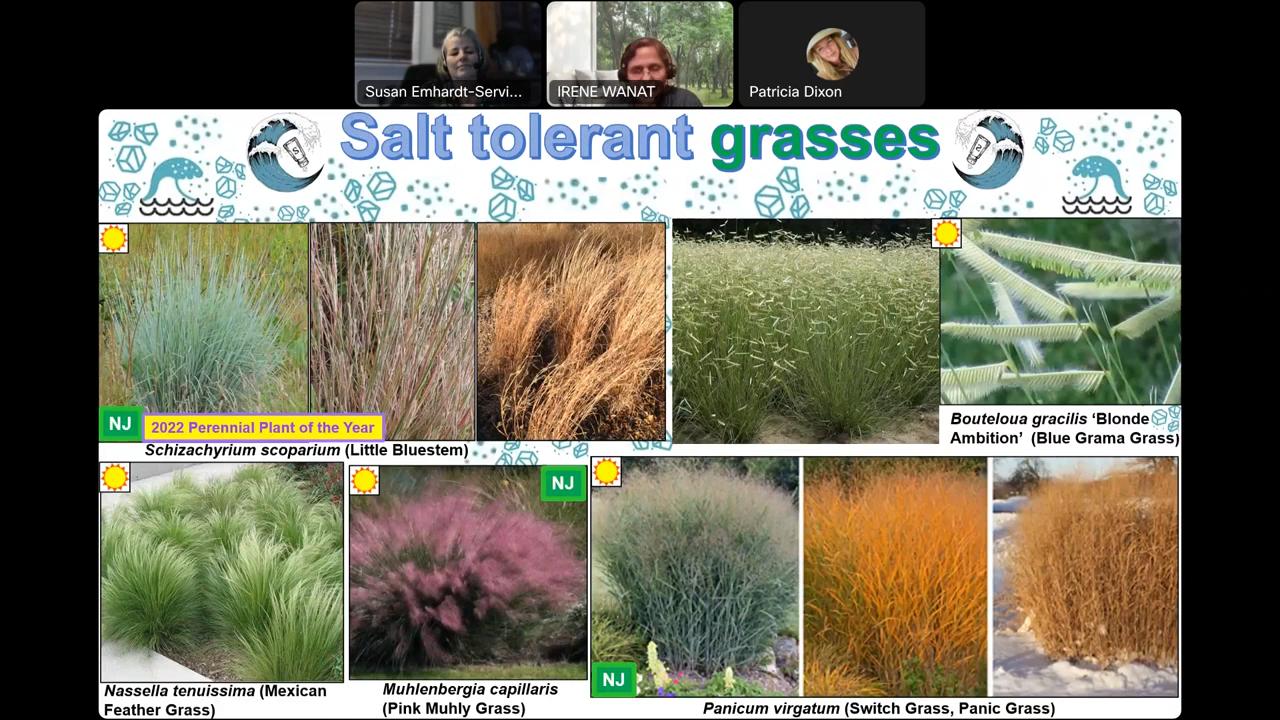 Susan Emhardt-Servi...
IRENE WANAT
Patricia Dixon
Salt tolerant grasses
NJ
2022 Perennial Plant of the Year
Schizachyrium scoparium (Little Bluestem)
Bouteloua gracilis ‘Blonde
Ambition’ (Blue Grama Grass)
NJ
NJ
Nassella tenuissima (Mexican
Feather Grass)
Muhlenbergia capillaris
(Pink Muhly Grass)
Panicum virgatum (Switch Grass, Panic Grass)